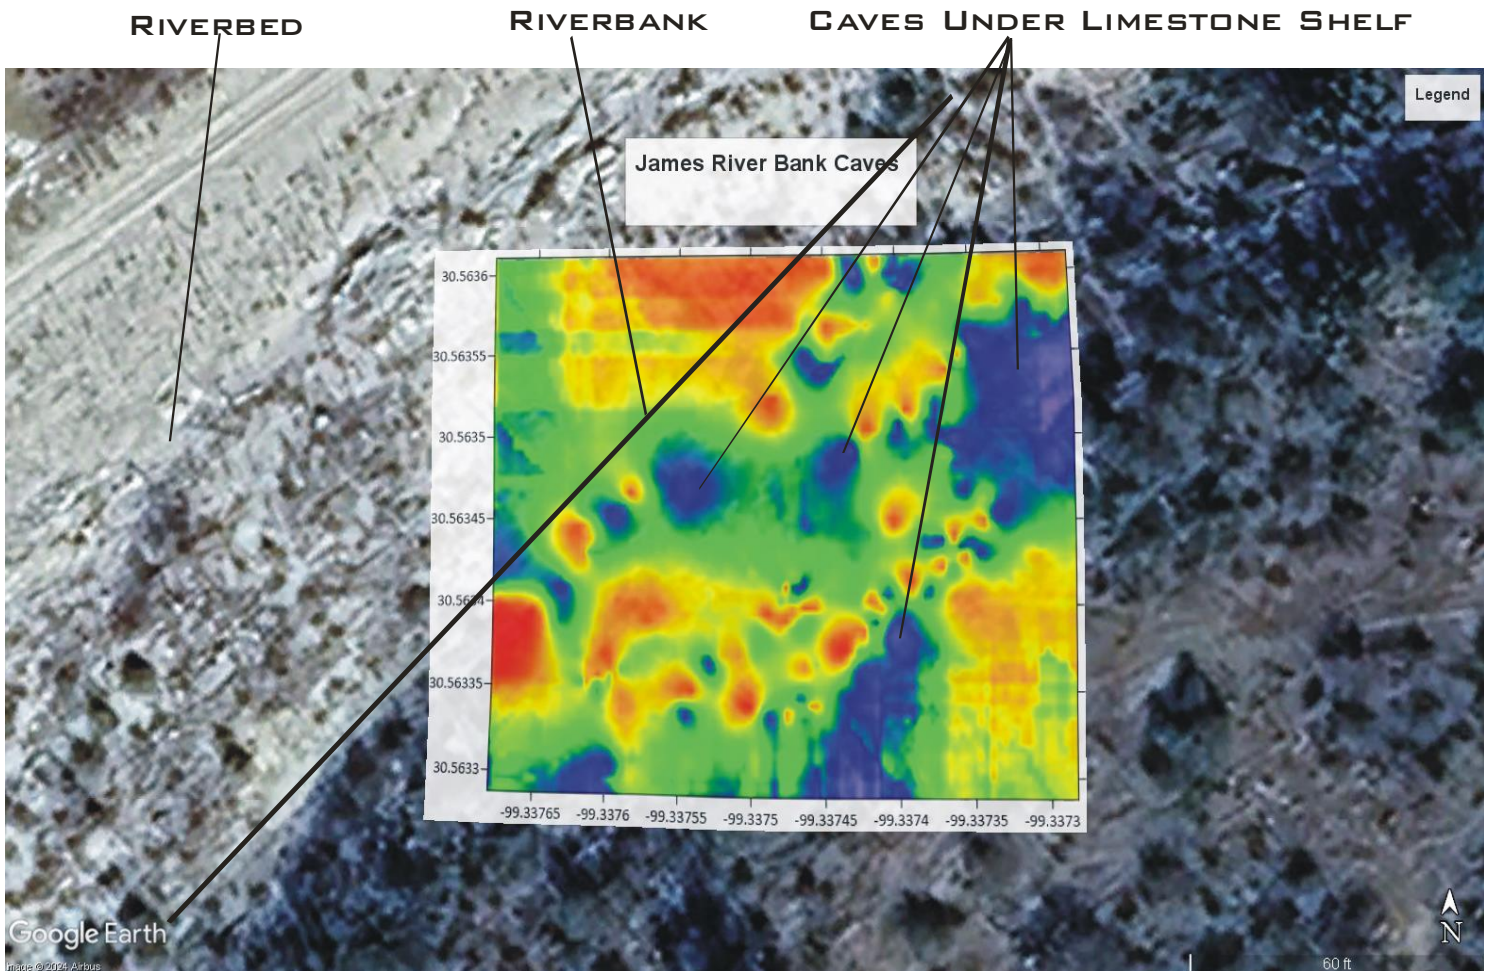 Riverbed
Riverbank
Caves Under Limestone Shelf
Legend
James River Bank Caves
30.5636
30.56355
30.5635
30.56345
30.5634
30.56335
30.5633
-99.33765
-99.3376
-99.33755
-99.3375
-99.33745
-99.3374
-99.33735
-99.3373
Google Earth
Image © 2024 Airbus
N
60 ft